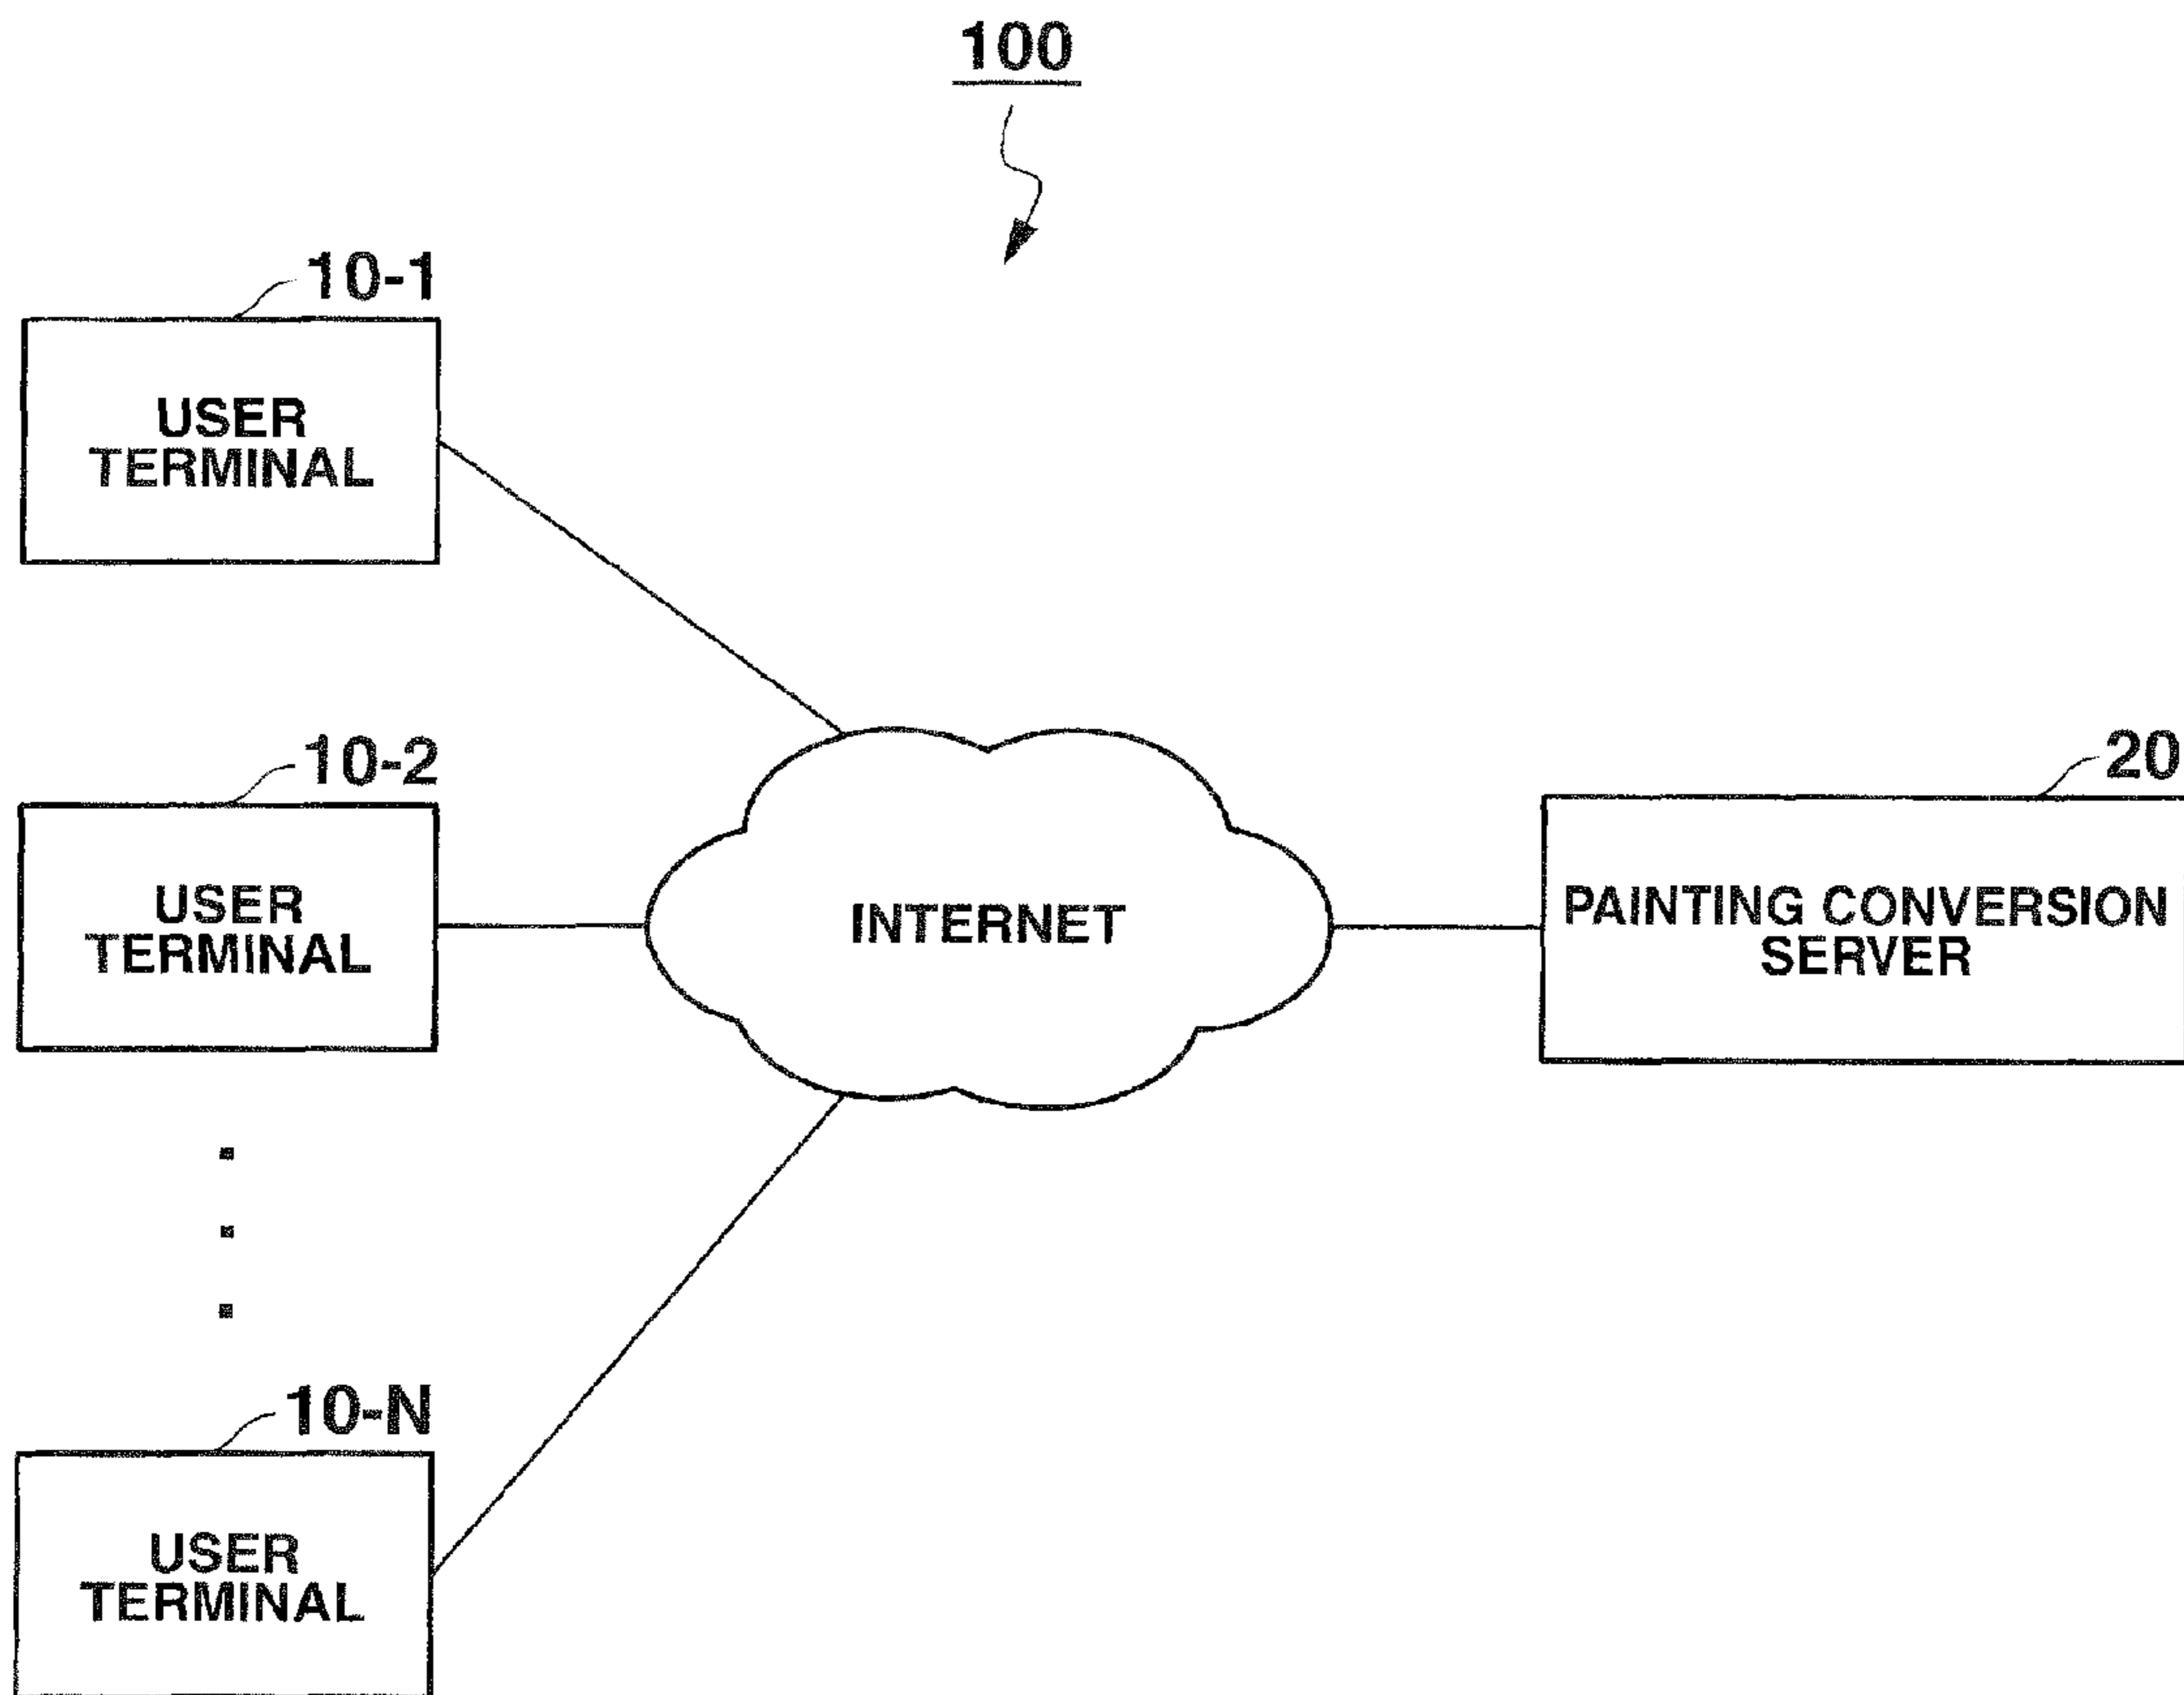 100
10-1
USER
TERMINAL
10-2
USER
TERMINAL
INTERNET
20
PAINTING CONVERSION
SERVER
10-N
USER
TERMINAL